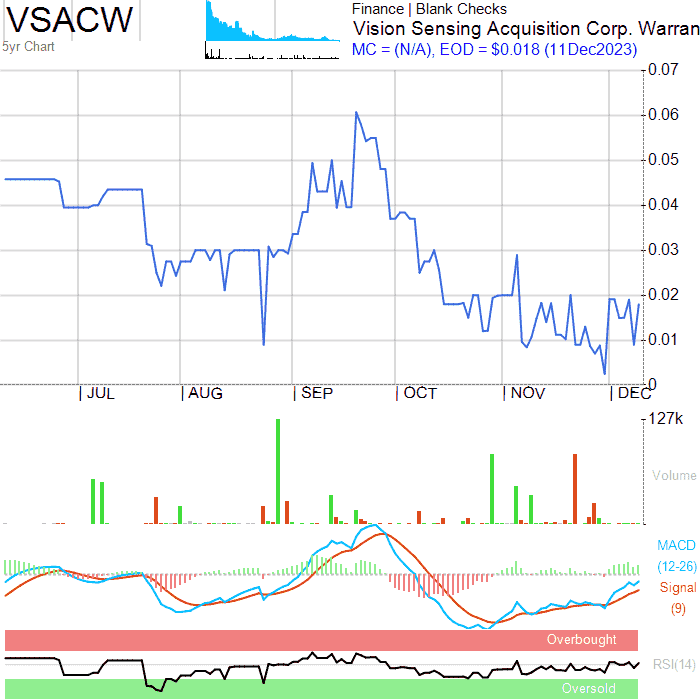 VSACW
5yr Chart
Finance | Blank Checks
Vision Sensing Acquisition Corp. Warran
MC = (N/A), EOD = $0.018 (11Dec2023)
0.07
0.06
0.05
0.04
0.03
0.02
0.01
0
JUL AUG SEP OCT NOV DEC
127k
Volume
MACD
(12-26)
Signal
(9)
Overbought
RSI(14)
Oversold